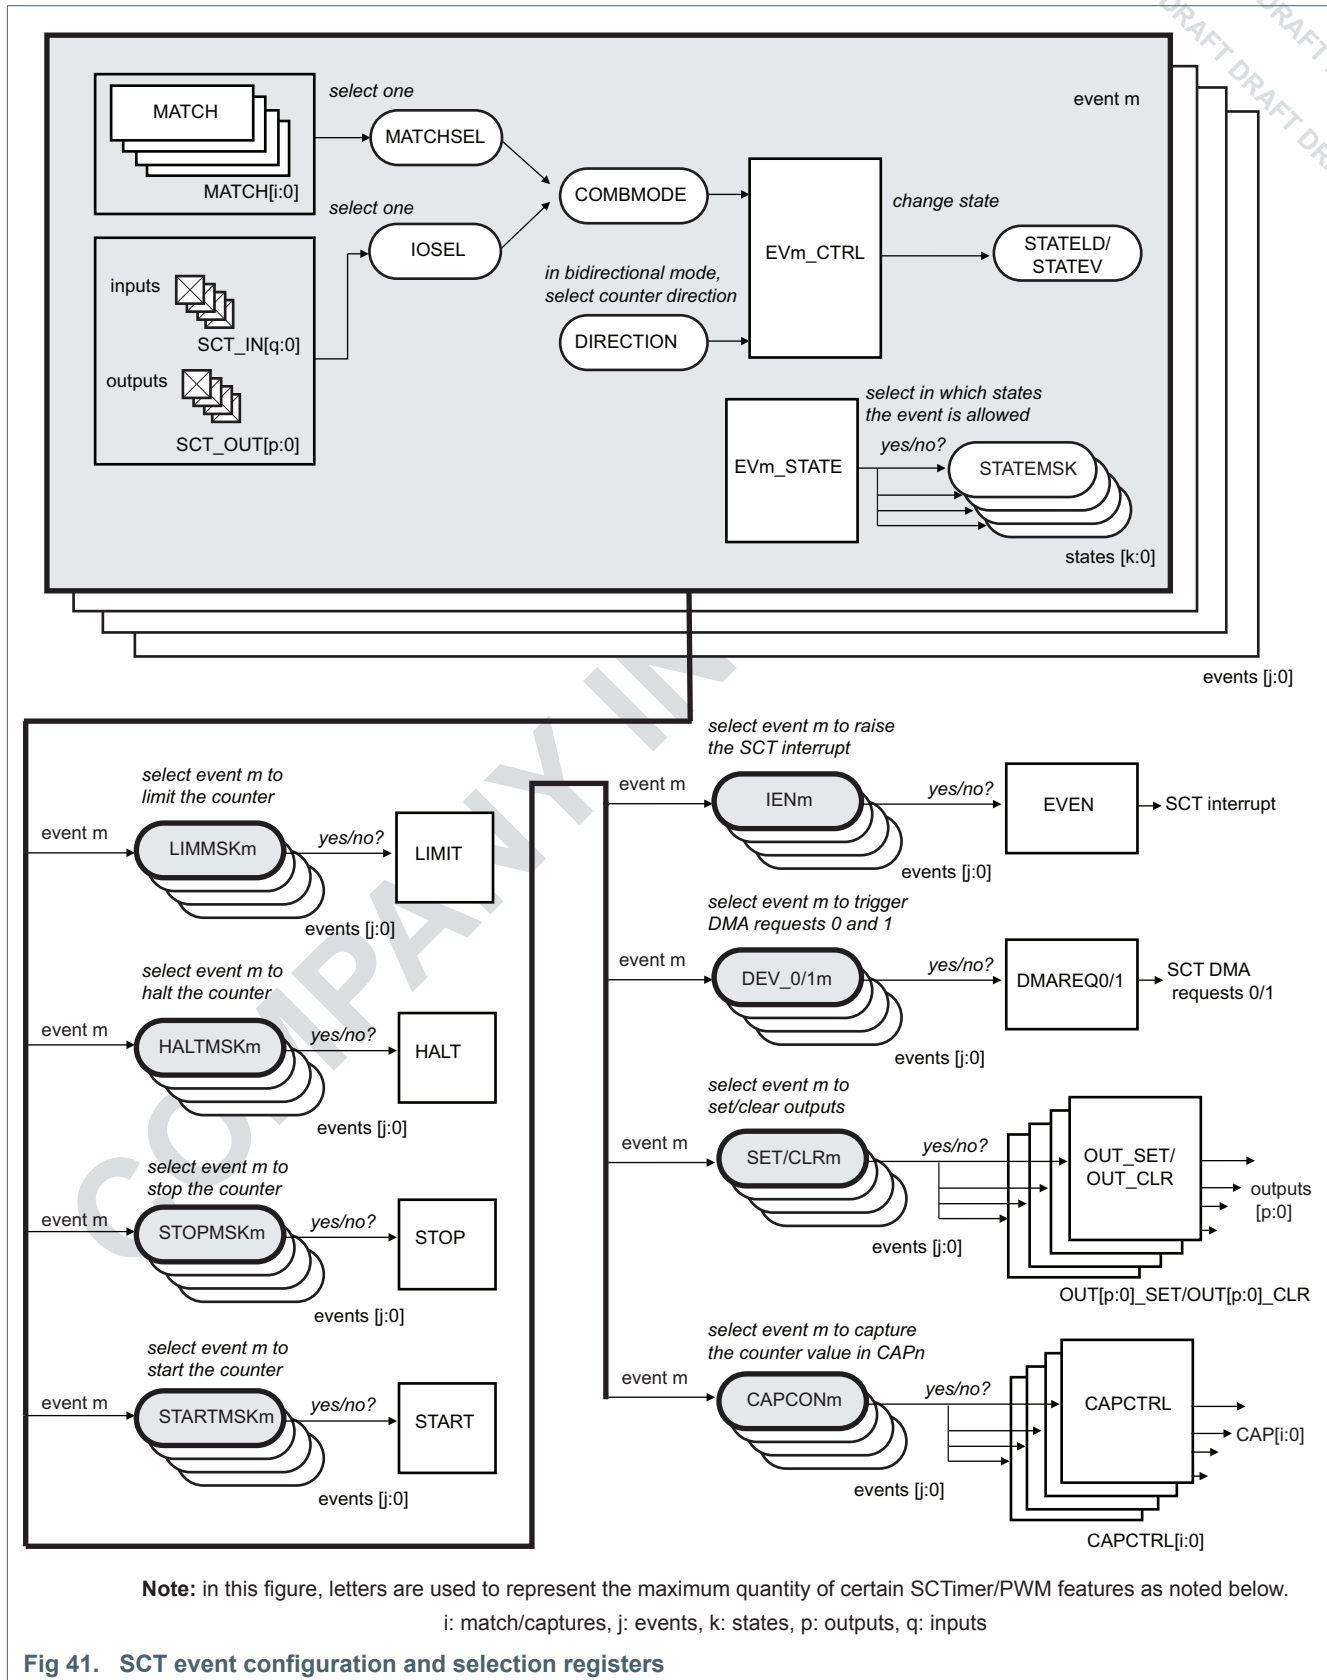 DRAFT
DRAFT DRAFT
event m
select one
MATCH
MATCHSEL
MATCH[i:0]
select one
IOSEL
COMBMODE
change state
EVm_CTRL
STATELD/
STATEV
inputs
SCT_IN[q:0]
in bidirectional mode,
select counter direction
DIRECTION
outputs
SCT_OUT[p:0]
select in which states
the event is allowed
yes/no?
EVm_STATE
STATEMSK
states [k:0]
events [j:0]
COMPANY IN
select event m to
limit the counter
event m
LIMMSKm
yes/no?
LIMIT
events [j:0]
select event m to
halt the counter
event m
HALTMSKm
yes/no?
HALT
events [j:0]
select event m to
stop the counter
event m
STOPMSKm
yes/no?
STOP
events [j:0]
select event m to
start the counter
event m
STARTMSKm
yes/no?
START
events [j:0]
select event m to raise
the SCT interrupt
event m
IENm
yes/no?
EVEN
SCT interrupt
events [j:0]
select event m to trigger
DMA requests 0 and 1
event m
DEV_0/1m
yes/no?
DMAREQ0/1
SCT DMA
requests 0/1
events [j:0]
select event m to
set/clear outputs
event m
SET/CLRm
yes/no?
OUT_SET/
OUT_CLR
outputs
[p:0]
events [j:0]
OUT[p:0]_SET/OUT[p:0]_CLR
select event m to capture
the counter value in CAPn
event m
CAPCONm
yes/no?
CAPCTRL
CAP[i:0]
events [j:0]
CAPCTRL[i:0]
Note: in this figure, letters are used to represent the maximum quantity of certain SCTimer/PWM features as noted below.
i: match/captures, j: events, k: states, p: outputs, q: inputs
Fig 41. SCT event configuration and selection registers